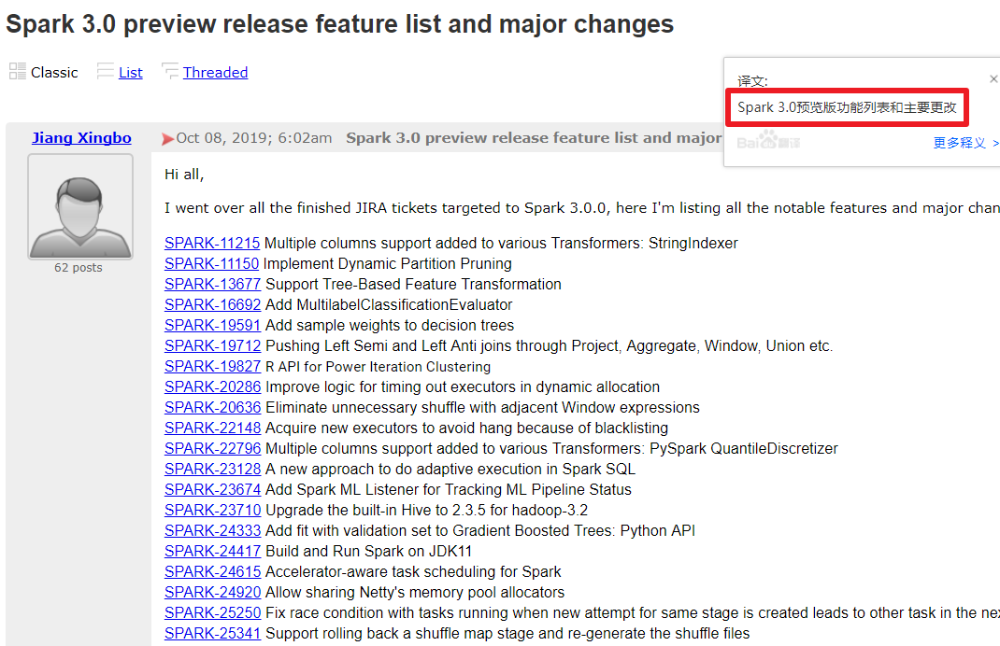 Spark 3.0 preview release feature list and major changes
Classic List Threaded
译文:
Spark 3.0预览版功能列表和主要更改
Baidu翻译
更多释义 >
Jiang Xingbo
62 posts
Oct 08, 2019; 6:02am Spark 3.0 preview release feature list and major
Hi all,
I went over all the finished JIRA tickets targeted to Spark 3.0.0, here I'm listing all the notable features and major chan
SPARK-11215 Multiple columns support added to various Transformers: StringIndexer
SPARK-11150 Implement Dynamic Partition Pruning
SPARK-13677 Support Tree-Based Feature Transformation
SPARK-16692 Add MultilabelClassificationEvaluator
SPARK-19591 Add sample weights to decision trees
SPARK-19712 Pushing Left Semi and Left Anti joins through Project, Aggregate, Window, Union etc.
SPARK-19827 R API for Power Iteration Clustering
SPARK-20286 Improve logic for timing out executors in dynamic allocation
SPARK-20636 Eliminate unnecessary shuffle with adjacent Window expressions
SPARK-22148 Acquire new executors to avoid hang because of blacklisting
SPARK-22796 Multiple columns support added to various Transformers: PySpark QuantileDiscretizer
SPARK-23128 A new approach to do adaptive execution in Spark SQL
SPARK-23674 Add Spark ML Listener for Tracking ML Pipeline Status
SPARK-23710 Upgrade the built-in Hive to 2.3.5 for hadoop-3.2
SPARK-24333 Add fit with validation set to Gradient Boosted Trees: Python API
SPARK-24417 Build and Run Spark on JDK11
SPARK-24615 Accelerator-aware task scheduling for Spark
SPARK-24920 Allow sharing Netty's memory pool allocators
SPARK-25250 Fix race condition with tasks running when new attempt for same stage is created leads to other task in the nex
SPARK-25341 Support rolling back a shuffle map stage and re-generate the shuffle files